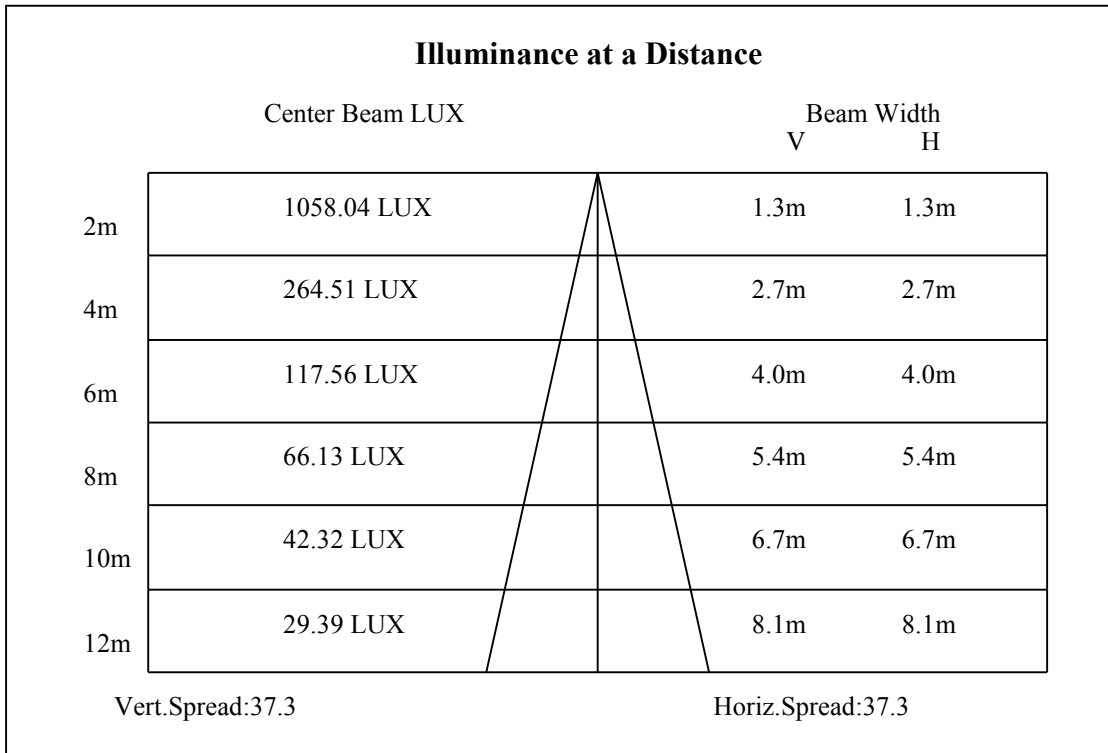 Illuminance at a Distance
Center Beam LUX Beam Width
V H
2m 1058.04 LUX 1.3m 1.3m
4m 264.51 LUX 2.7m 2.7m
6m 117.56 LUX 4.0m 4.0m
8m 66.13 LUX 5.4m 5.4m
10m 42.32 LUX 6.7m 6.7m
12m 29.39 LUX 8.1m 8.1m
Vert.Spread:37.3 Horiz.Spread:37.3